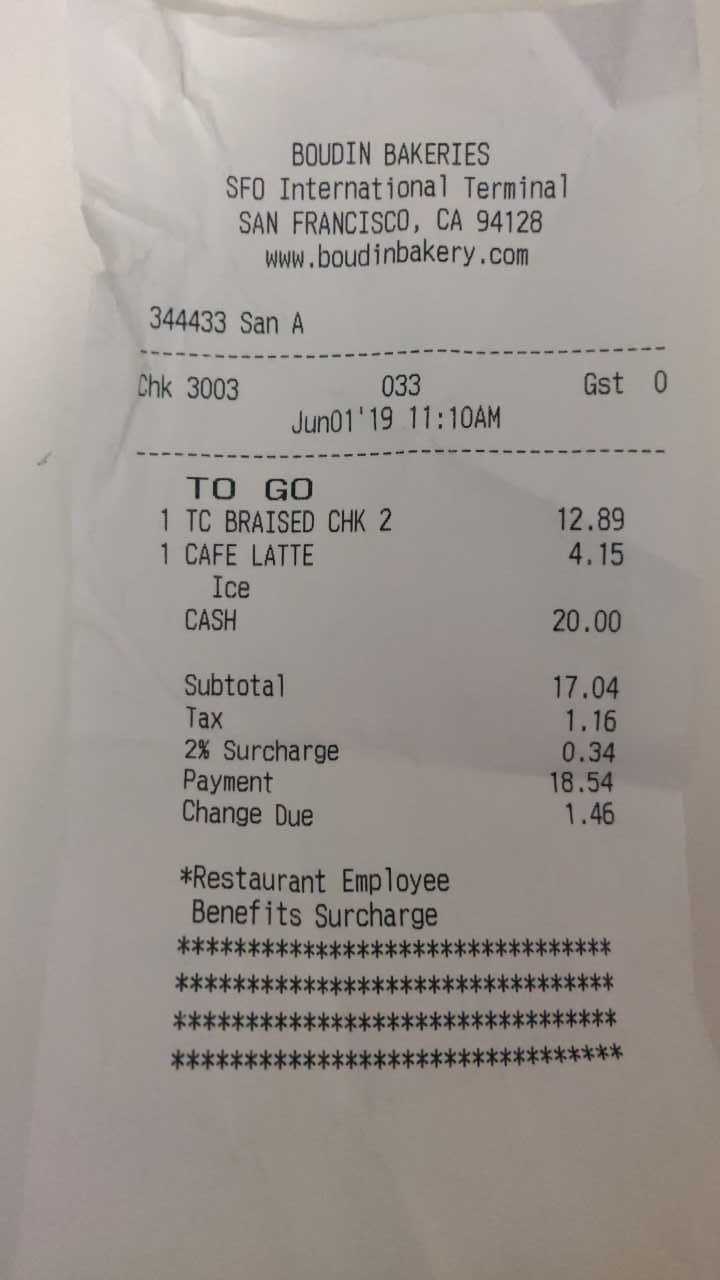 BOUDIN BAKERIES
SFO International Terminal
SAN FRANCISCO, CA 94128
www.boudinbakery.com
344433 San A
--------------------------------------
Chk 3003 033 Gst 0
Jun01'19 11:10AM
--------------------------------------
TO GO
1 TC BRAISED CHK 2 12.89
1 CAFE LATTE 4.15
Ice
CASH 20.00
Subtotal 17.04
Tax 1.16
2% Surcharge 0.34
Payment 18.54
Change Due 1.46
*Restaurant Employee
Benefits Surcharge
********************************
********************************
********************************
********************************